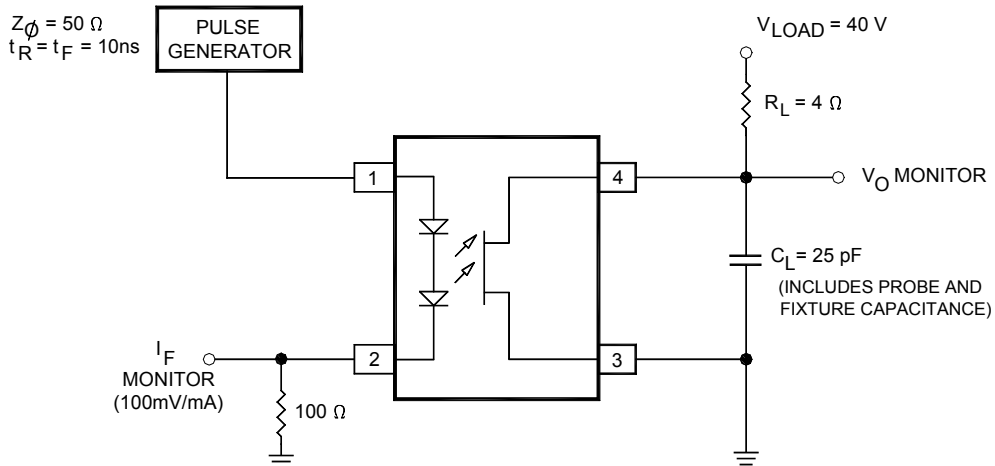 Z∅ = 50 Ω
tR = tF = 10ns
PULSE
GENERATOR
VLOAD = 40 V
RL = 4 Ω
1
4
VO MONITOR
CL = 25 pF
(INCLUDES PROBE AND
FIXTURE CAPACITANCE)
IF
MONITOR
(100mV/mA)
2
3
100 Ω